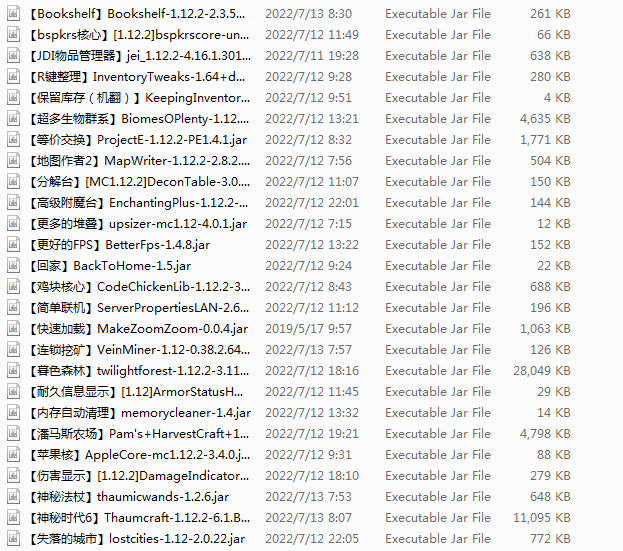 【Bookshelf】Bookshelf-1.12.2-2.3.5... 2022/7/13 8:30 Executable Jar File 261 KB
【bspkrs核心】[1.12.2]bspkrscore-un... 2022/7/12 11:49 Executable Jar File 66 KB
【JDI物品管理器】jei_1.12.2-4.16.1.301... 2022/7/11 19:28 Executable Jar File 638 KB
【R键整理】InventoryTweaks-1.64+d... 2022/7/12 9:28 Executable Jar File 280 KB
【保留库存（机翻）】KeepingInventor... 2022/7/12 9:51 Executable Jar File 4 KB
【超多生物群系】BiomesOPlenty-1.12.... 2022/7/12 13:21 Executable Jar File 4,635 KB
【等价交换】ProjectE-1.12.2-PE1.4.1.jar 2022/7/12 8:32 Executable Jar File 1,771 KB
【地图作者2】MapWriter-1.12.2-2.8.2.... 2022/7/12 7:56 Executable Jar File 504 KB
【分解台】[MC1.12.2]DeconTable-3.0.... 2022/7/12 11:07 Executable Jar File 150 KB
【高级附魔台】EnchantingPlus-1.12.2-... 2022/7/12 22:01 Executable Jar File 144 KB
【更多的堆叠】upsizer-mc1.12-4.0.1.jar 2022/7/12 7:15 Executable Jar File 12 KB
【更好的FPS】BetterFps-1.4.8.jar 2022/7/12 13:22 Executable Jar File 152 KB
【回家】BackToHome-1.5.jar 2022/7/12 9:24 Executable Jar File 22 KB
【鸡块核心】CodeChickenLib-1.12.2-3... 2022/7/12 8:43 Executable Jar File 688 KB
【简单联机】ServerPropertiesLAN-2.6... 2022/7/12 11:12 Executable Jar File 196 KB
【快速加载】MakeZoomZoom-0.0.4.jar 2019/5/17 9:57 Executable Jar File 1,063 KB
【连锁挖矿】VeinMiner-1.12-0.38.2.64... 2022/7/13 7:57 Executable Jar File 126 KB
【暮色森林】twilightforest-1.12.2-3.11... 2022/7/12 18:16 Executable Jar File 28,049 KB
【耐久信息显示】[1.12]ArmorStatusH... 2022/7/12 11:45 Executable Jar File 29 KB
【内存自动清理】memorycleaner-1.4.jar 2022/7/12 13:32 Executable Jar File 14 KB
【潘马斯农场】Pam's+HarvestCraft+1... 2022/7/12 19:21 Executable Jar File 4,798 KB
【苹果核】AppleCore-mc1.12.2-3.4.0.j... 2022/7/12 9:31 Executable Jar File 88 KB
【伤害显示】[1.12.2]DamageIndicator... 2022/7/12 18:10 Executable Jar File 279 KB
【神秘法杖】thaumicwands-1.2.6.jar 2022/7/13 7:53 Executable Jar File 648 KB
【神秘时代6】Thaumcraft-1.12.2-6.1.B... 2022/7/13 8:07 Executable Jar File 11,095 KB
【失落的城市】lostcities-1.12-2.0.22.jar 2022/7/12 22:05 Executable Jar File 772 KB